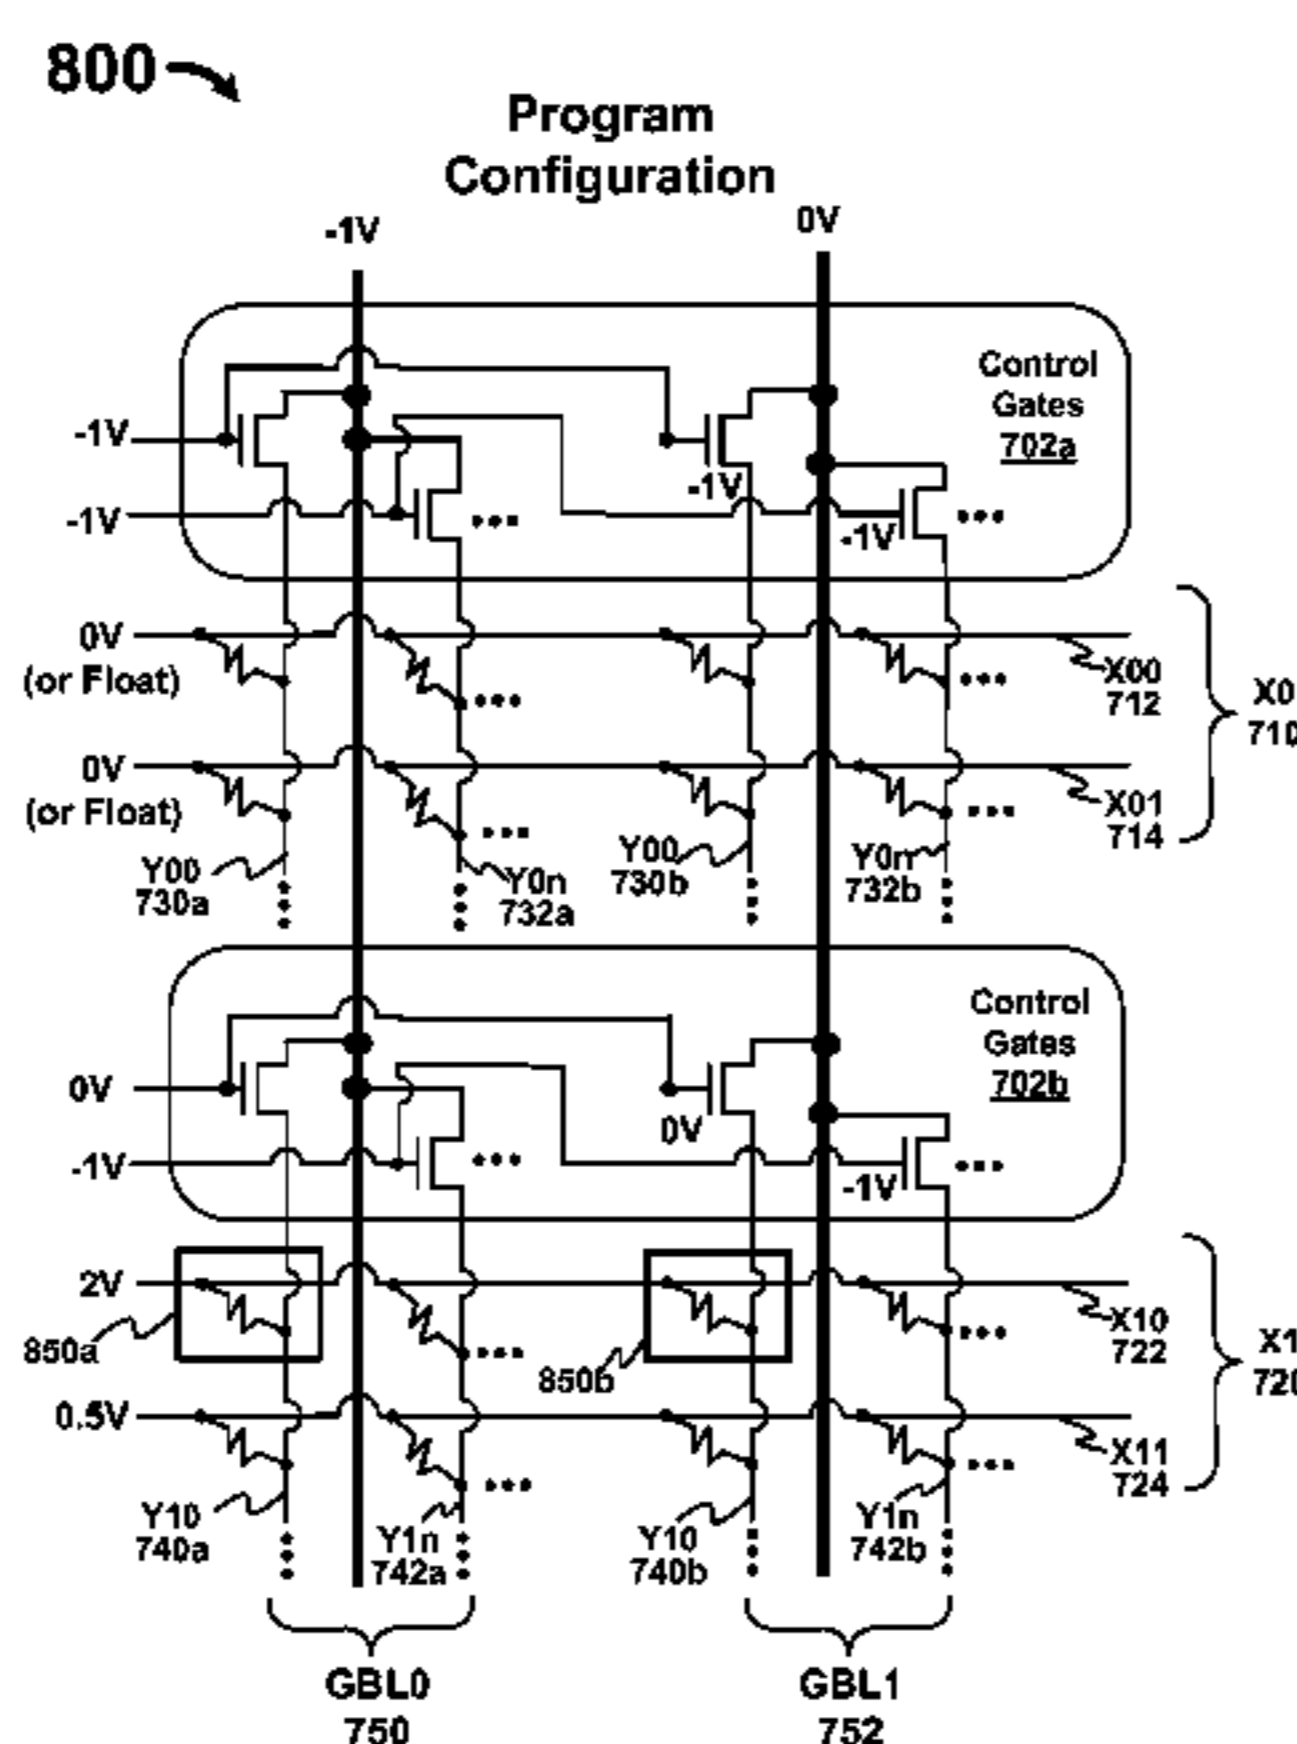 800
Program
Configuration
-1V
0V
Control
Gates
702a
-1V
-1V
-1V
-1V
0V
(or Float)
X00
712
X0
710
0V
(or Float)
X01
714
Y00
730a
Y0n
732a
Y00
730b
Y0n
732b
Control
Gates
702b
0V
0V
-1V
-1V
2V
850a
850b
X10
722
X1
720
0.5V
X11
724
Y10
740a
Y1n
742a
Y10
740b
Y1n
742b
GBL0
750
GBL1
752